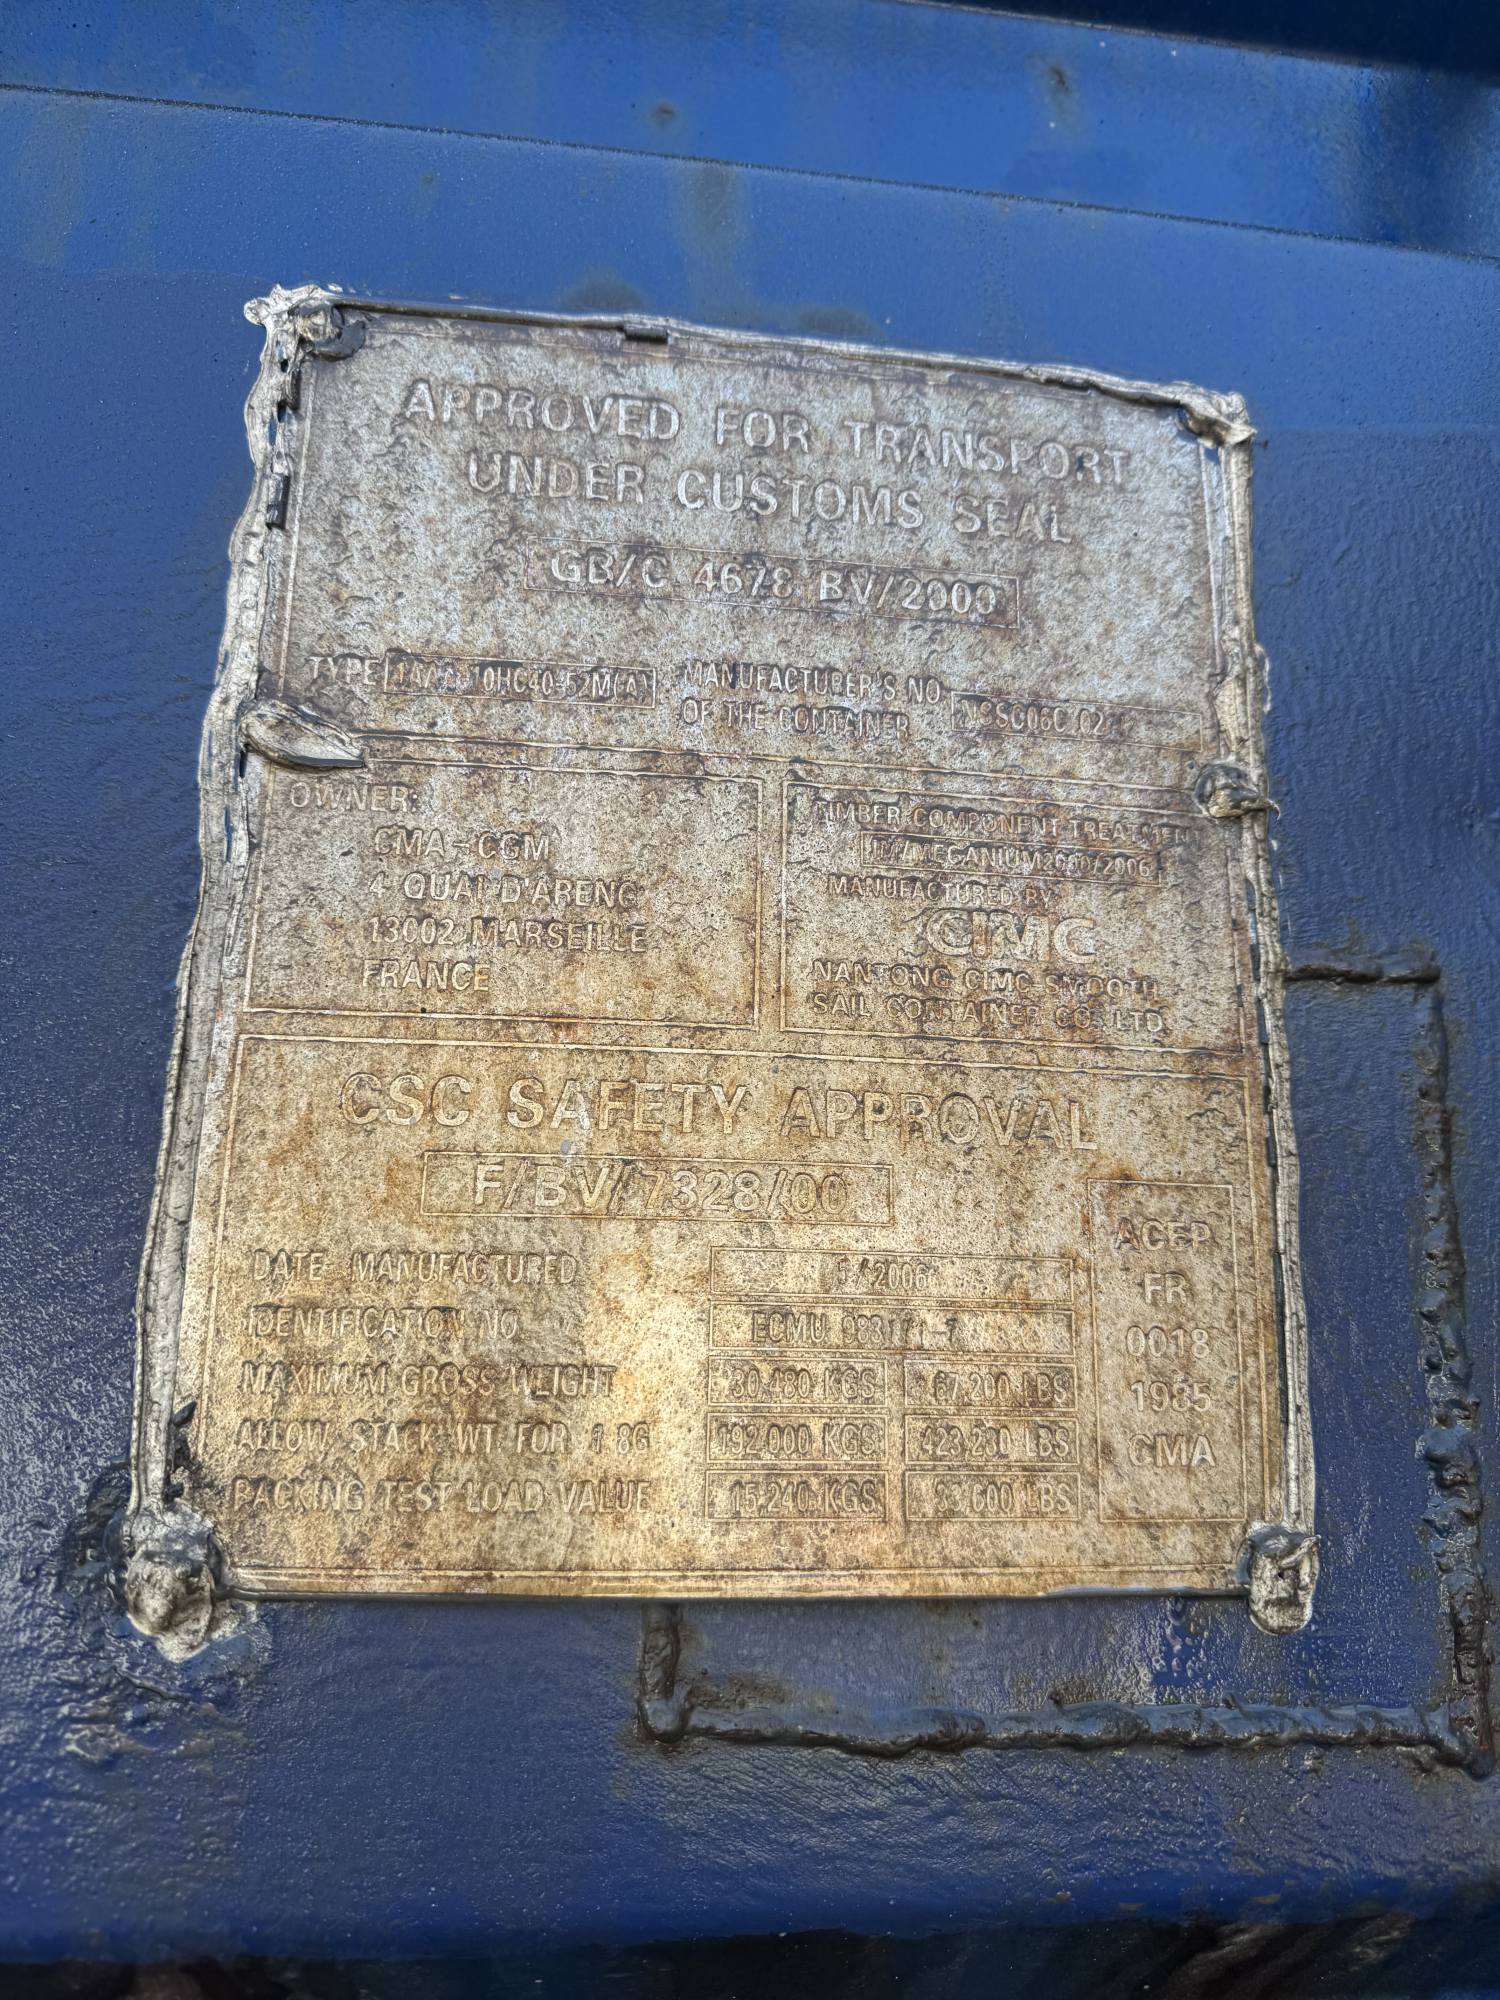 APPROVED FOR TRANSPORT
UNDER CUSTOMS SEAL
GB/C 4678 BV/2000
TYPE
MANUFACTURER'S NO
OF THE CONTAINER
OWNER:
CMA-CGM
4 QUAI D'ARENC
13002 MARSEILLE
FRANCE
TIMBER COMPONENT TREATMENT
MANUFACTURED BY
CIMC
NANTONG CIMC SMOOTH
SAIL CONTAINER CO. LTD
CSC SAFETY APPROVAL
F/BV/7328/00
DATE MANUFACTURED 5/2006
IDENTIFICATION NO ECMU
MAXIMUM GROSS WEIGHT 30.480 KGS 67.200 LBS
ALLOW. STACK WT. FOR 1.8G 192.000 KGS 423.280 LBS
PACKING TEST LOAD VALUE 15.240 KGS 33.600 LBS
ACEP
FR
0018
1985
CMA